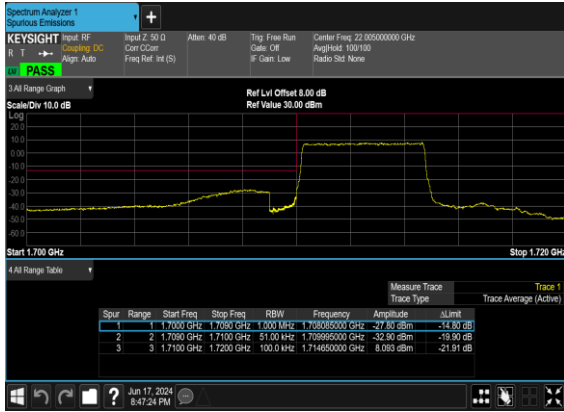 Spectrum Analyzer 1
Spurious Emissions
KEYSIGHT Input: RF Input Z: 50 Ω Atten: 40 dB Trig: Free Run Center Freq: 22.005000000 GHz
R T Coupling: DC Corr CCorr Gate: Off Avg|Hold: 100/100
Align: Auto Freq Ref: Int (S) IF Gain: Low Radio Std: None
PASS
3 All Range Graph
Ref Lvl Offset 8.00 dB
Scale/Div 10.0 dB Ref Value 30.00 dBm
Log
20.0
10.0
0.00
-10.0
-20.0
-30.0
-40.0
-50.0
-60.0
Start 1.700 GHz Stop 1.720 GHz
4 All Range Table
Measure Trace Trace 1
Trace Type Trace Average (Active)
Spur Range Start Freq Stop Freq RBW Frequency Amplitude ΔLimit
1 1 1.7000 GHz 1.7090 GHz 1.000 MHz 1.708085000 GHz -27.80 dBm -14.80 dB
2 2 1.7090 GHz 1.7100 GHz 51.00 kHz 1.709995000 GHz -32.90 dBm -19.90 dB
3 3 1.7100 GHz 1.7200 GHz 100.0 kHz 1.714650000 GHz 8.093 dBm -21.91 dB
Jun 17, 2024
8:47:24 PM